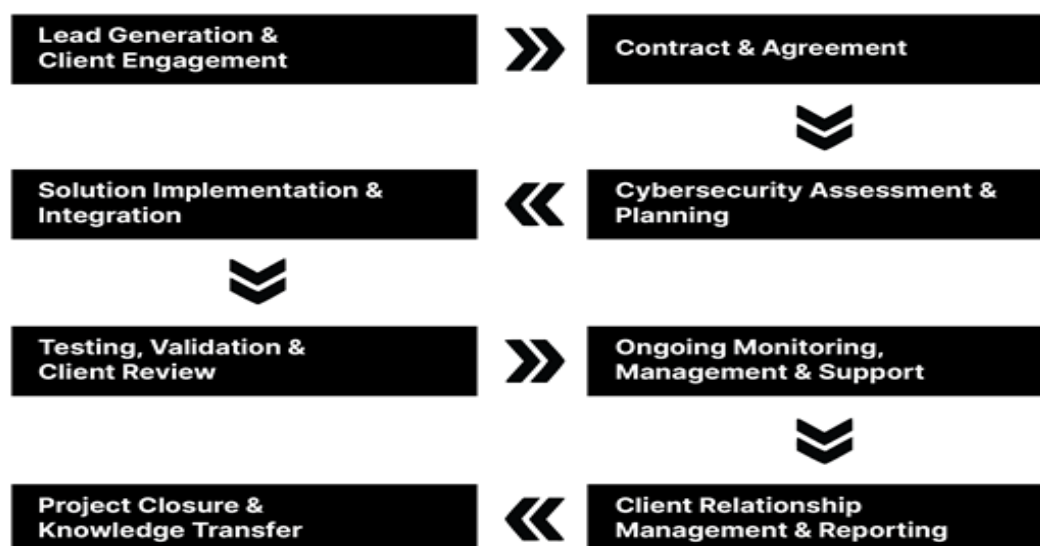 Lead Generation &
Client Engagement
Contract & Agreement
Solution Implementation &
Integration
Cybersecurity Assessment &
Planning
Testing, Validation &
Client Review
Ongoing Monitoring,
Management & Support
Project Closure &
Knowledge Transfer
Client Relationship
Management & Reporting